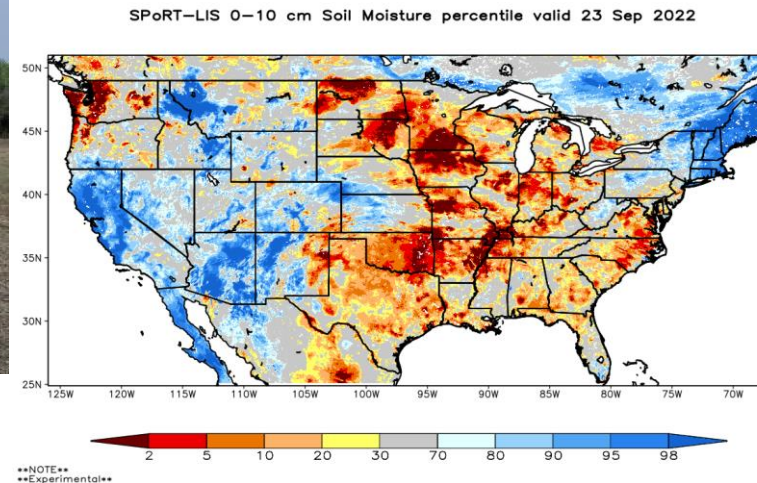 SPoRT-LIS 0-10 cm Soil Moisture percentile valid 23 Sep 2022
50N
45N
40N
35N
30N
25N
125W 120W 115W 110W 105W 100W 95W 90W 85W 80W 75W 70W
2 5 10 20 30 70 80 90 95 98
**NOTE**
**Experimental**